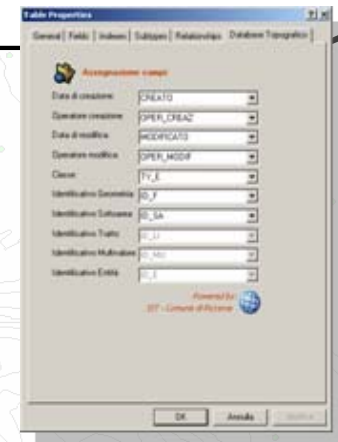 Table Properties
General Fields Indexes Subtypes Relationships Database Topografico
Assegnazione campi
Data di creazione: CREATO
Operatore creazione: OPER_CREAZ
Data di modifica: MODIFICATO
Operatore modifica: OPER_MODIF
Classe: TY_E
Identificativo Geometria: ID_F
Identificativo Sottoarea: ID_SA
Identificativo Tratto:
Identificativo Multivalore:
Identificativo Entità: ID_E
Powered by:
SIT - Comune di Riccione
OK Annulla